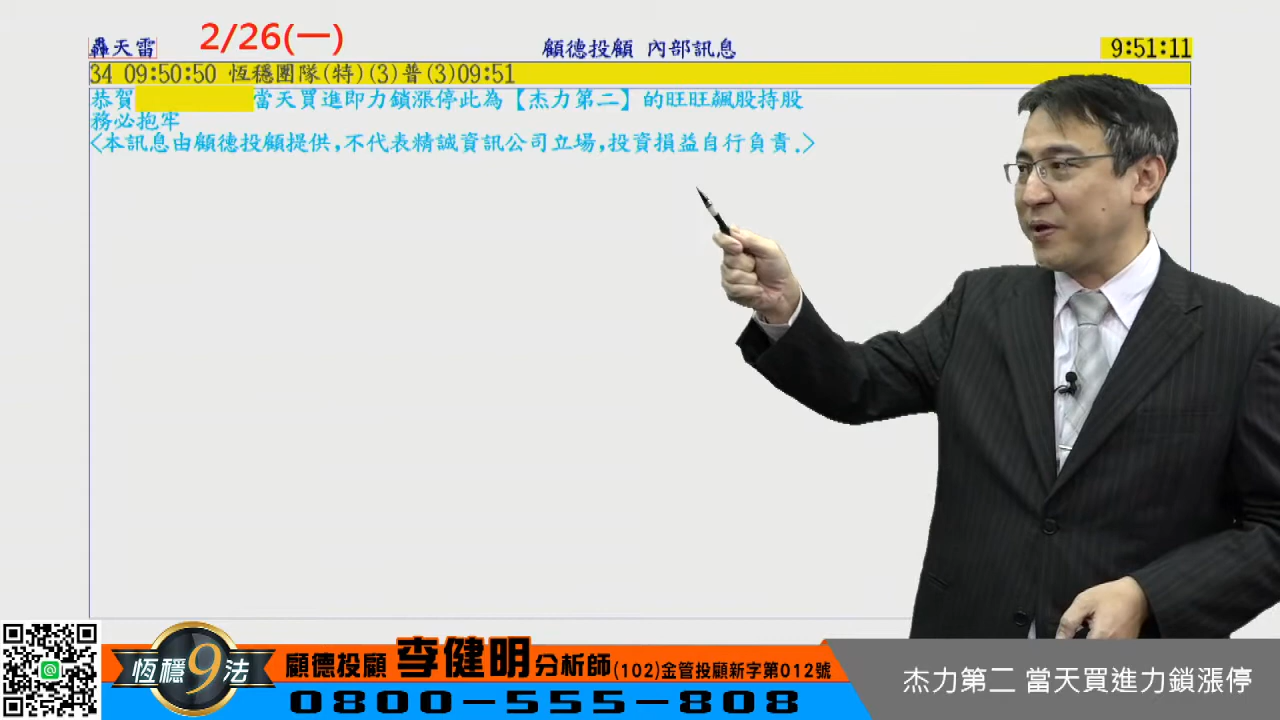 轟天雷
2/26(一)
顧德投顧 內部訊息
9:51:11
34 09:50:50 恆穩團隊(特)(3)普(3)09:51
恭賀 當天買進即力鎖漲停此為【杰力第二】的旺旺飆股持股
務必抱牢
<本訊息由顧德投顧提供,不代表精誠資訊公司立場,投資損益自行負責.>
恆穩9法
顧德投顧 李健明分析師(102)金管投顧新字第012號
0800-555-808
杰力第二 當天買進力鎖漲停